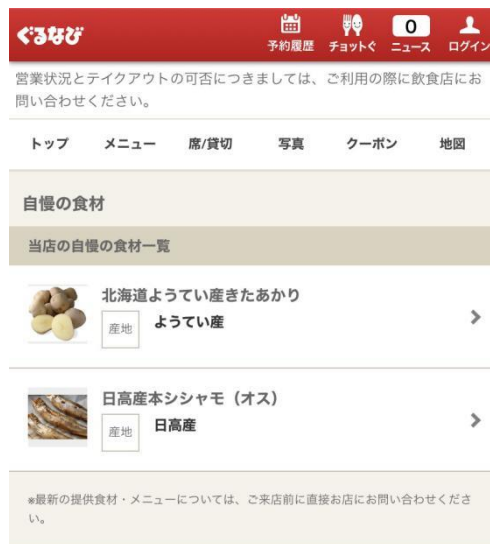 ぐるなび
予約履歴
チョットぐ
0
ニュース
ログイン
営業状況とテイクアウトの可否につきましては、ご利用の際に飲食店にお
問い合わせください。
トップ
メニュー
席/貸切
写真
クーポン
地図
自慢の食材
当店の自慢の食材一覧
北海道ようてい産きたあかり
産地 ようてい産
日高産本シシャモ（オス）
産地 日高産
※最新の提供食材・メニューについては、ご来店前に直接お店にお問い合わせくださ
い。